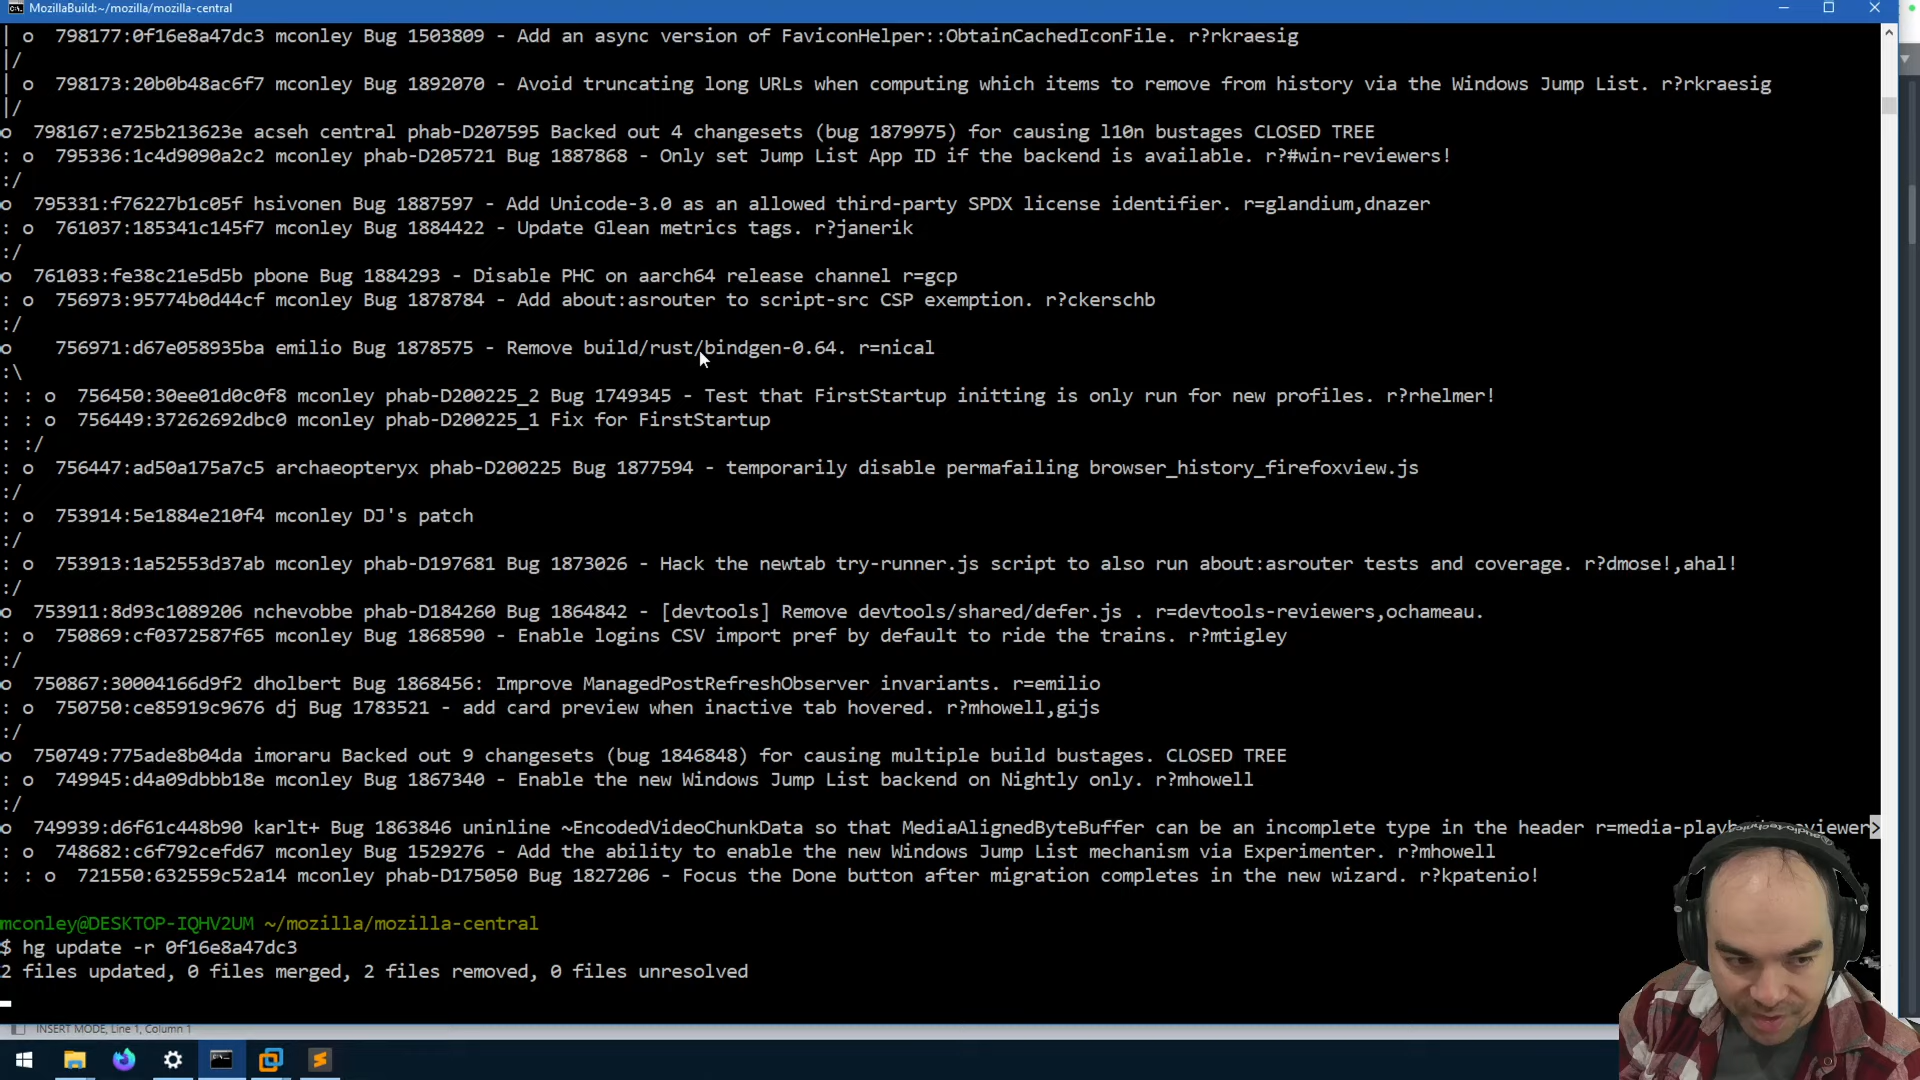 MozillaBuild:~/mozilla/mozilla-central
| o  798177:0f16e8a47dc3 mconley Bug 1503809 - Add an async version of FaviconHelper::ObtainCachedIconFile. r?rkraesig
|/
| o  798173:20b0b48ac6f7 mconley Bug 1892070 - Avoid truncating long URLs when computing which items to remove from history via the Windows Jump List. r?rkraesig
|/
o  798167:e725b213623e acseh central phab-D207595 Backed out 4 changesets (bug 1879975) for causing l10n bustages CLOSED TREE
: o  795336:1c4d9090a2c2 mconley phab-D205721 Bug 1887868 - Only set Jump List App ID if the backend is available. r?#win-reviewers!
:/
o  795331:f76227b1c05f hsivonen Bug 1887597 - Add Unicode-3.0 as an allowed third-party SPDX license identifier. r=glandium,dnazer
: o  761037:185341c145f7 mconley Bug 1884422 - Update Glean metrics tags. r?janerik
:/
o  761033:fe38c21e5d5b pbone Bug 1884293 - Disable PHC on aarch64 release channel r=gcp
: o  756973:95774b0d44cf mconley Bug 1878784 - Add about:asrouter to script-src CSP exemption. r?ckerschb
:/
o    756971:d67e058935ba emilio Bug 1878575 - Remove build/rust/bindgen-0.64. r=nical
:\
: : o  756450:30ee01d0c0f8 mconley phab-D200225_2 Bug 1749345 - Test that FirstStartup initting is only run for new profiles. r?rhelmer!
: : o  756449:37262692dbc0 mconley phab-D200225_1 Fix for FirstStartup
: :/
: o  756447:ad50a175a7c5 archaeopteryx phab-D200225 Bug 1877594 - temporarily disable permafailing browser_history_firefoxview.js
:/
: o  753914:5e1884e210f4 mconley DJ's patch
:/
: o  753913:1a52553d37ab mconley phab-D197681 Bug 1873026 - Hack the newtab try-runner.js script to also run about:asrouter tests and coverage. r?dmose!,ahal!
:/
o  753911:8d93c1089206 nchevobbe phab-D184260 Bug 1864842 - [devtools] Remove devtools/shared/defer.js . r=devtools-reviewers,ochameau.
: o  750869:cf0372587f65 mconley Bug 1868590 - Enable logins CSV import pref by default to ride the trains. r?mtigley
:/
o  750867:30004166d9f2 dholbert Bug 1868456: Improve ManagedPostRefreshObserver invariants. r=emilio
: o  750750:ce85919c9676 dj Bug 1783521 - add card preview when inactive tab hovered. r?mhowell,gijs
:/
o  750749:775ade8b04da imoraru Backed out 9 changesets (bug 1846848) for causing multiple build bustages. CLOSED TREE
: o  749945:d4a09dbbb18e mconley Bug 1867340 - Enable the new Windows Jump List backend on Nightly only. r?mhowell
:/
o  749939:d6f61c448b90 karlt+ Bug 1863846 uninline ~EncodedVideoChunkData so that MediaAlignedByteBuffer can be an incomplete type in the header
: o  748682:c6f792cefd67 mconley Bug 1529276 - Add the ability to enable the new Windows Jump List mechanism via Experimenter. r?mhowell
: : o  721550:632559c52a14 mconley phab-D175050 Bug 1827206 - Focus the Done button after migration completes in the new wizard. r?kpatenio!
mconley@DESKTOP-IQHV2UM ~/mozilla/mozilla-central
$ hg update -r 0f16e8a47dc3
2 files updated, 0 files merged, 2 files removed, 0 files unresolved
INSERT MODE, Line 1, Column 1